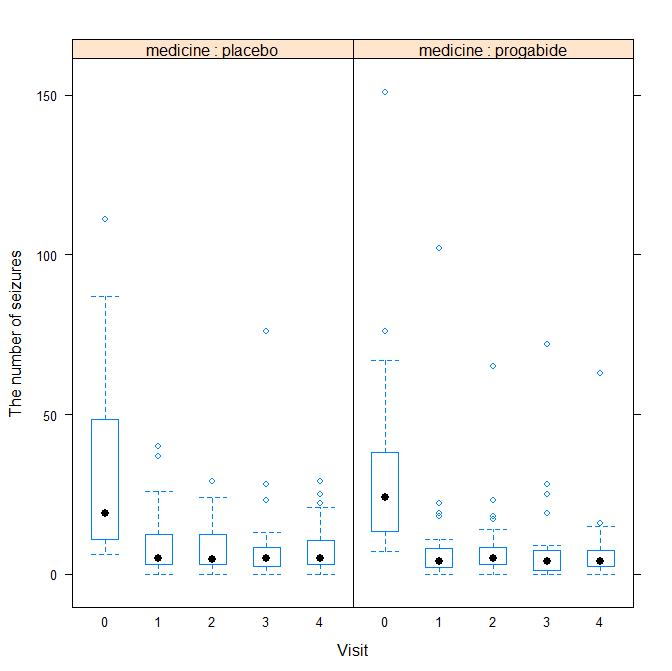 medicine : placebo medicine : progabide
150
100
The number of seizures
50
0
0 1 2 3 4 0 1 2 3 4
Visit